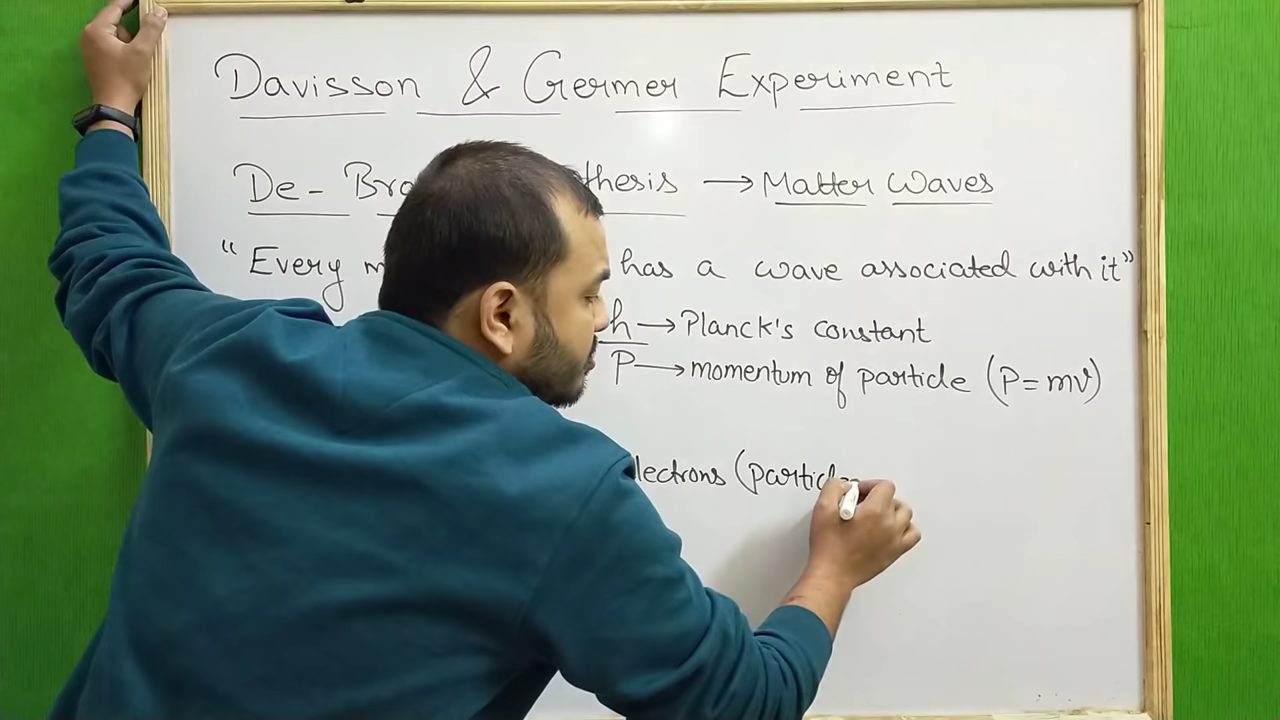 Davisson & Germer Experiment
De- thesis → Matter Waves
"Every has a wave associated with it"
h → Planck's constant
P → momentum of particle (P = mv)
lectrons (partic